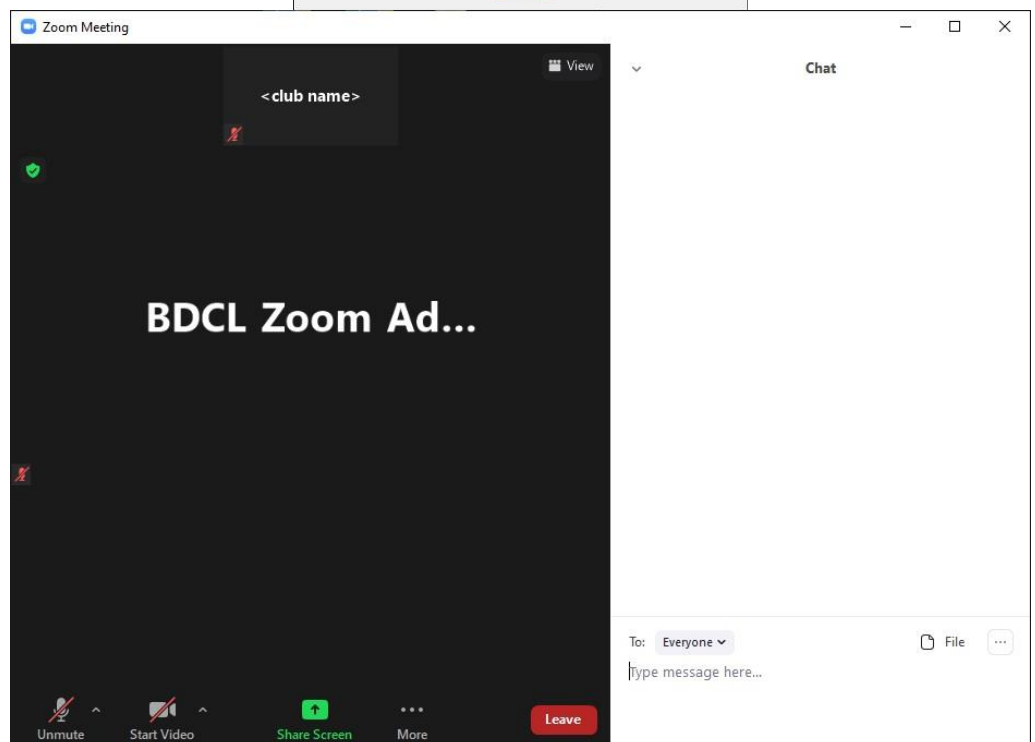 Zoom Meeting
<club name>
View
Chat
BDCL Zoom Ad...
To: Everyone
File
Type message here...
Unmute
Start Video
Share Screen
More
Leave